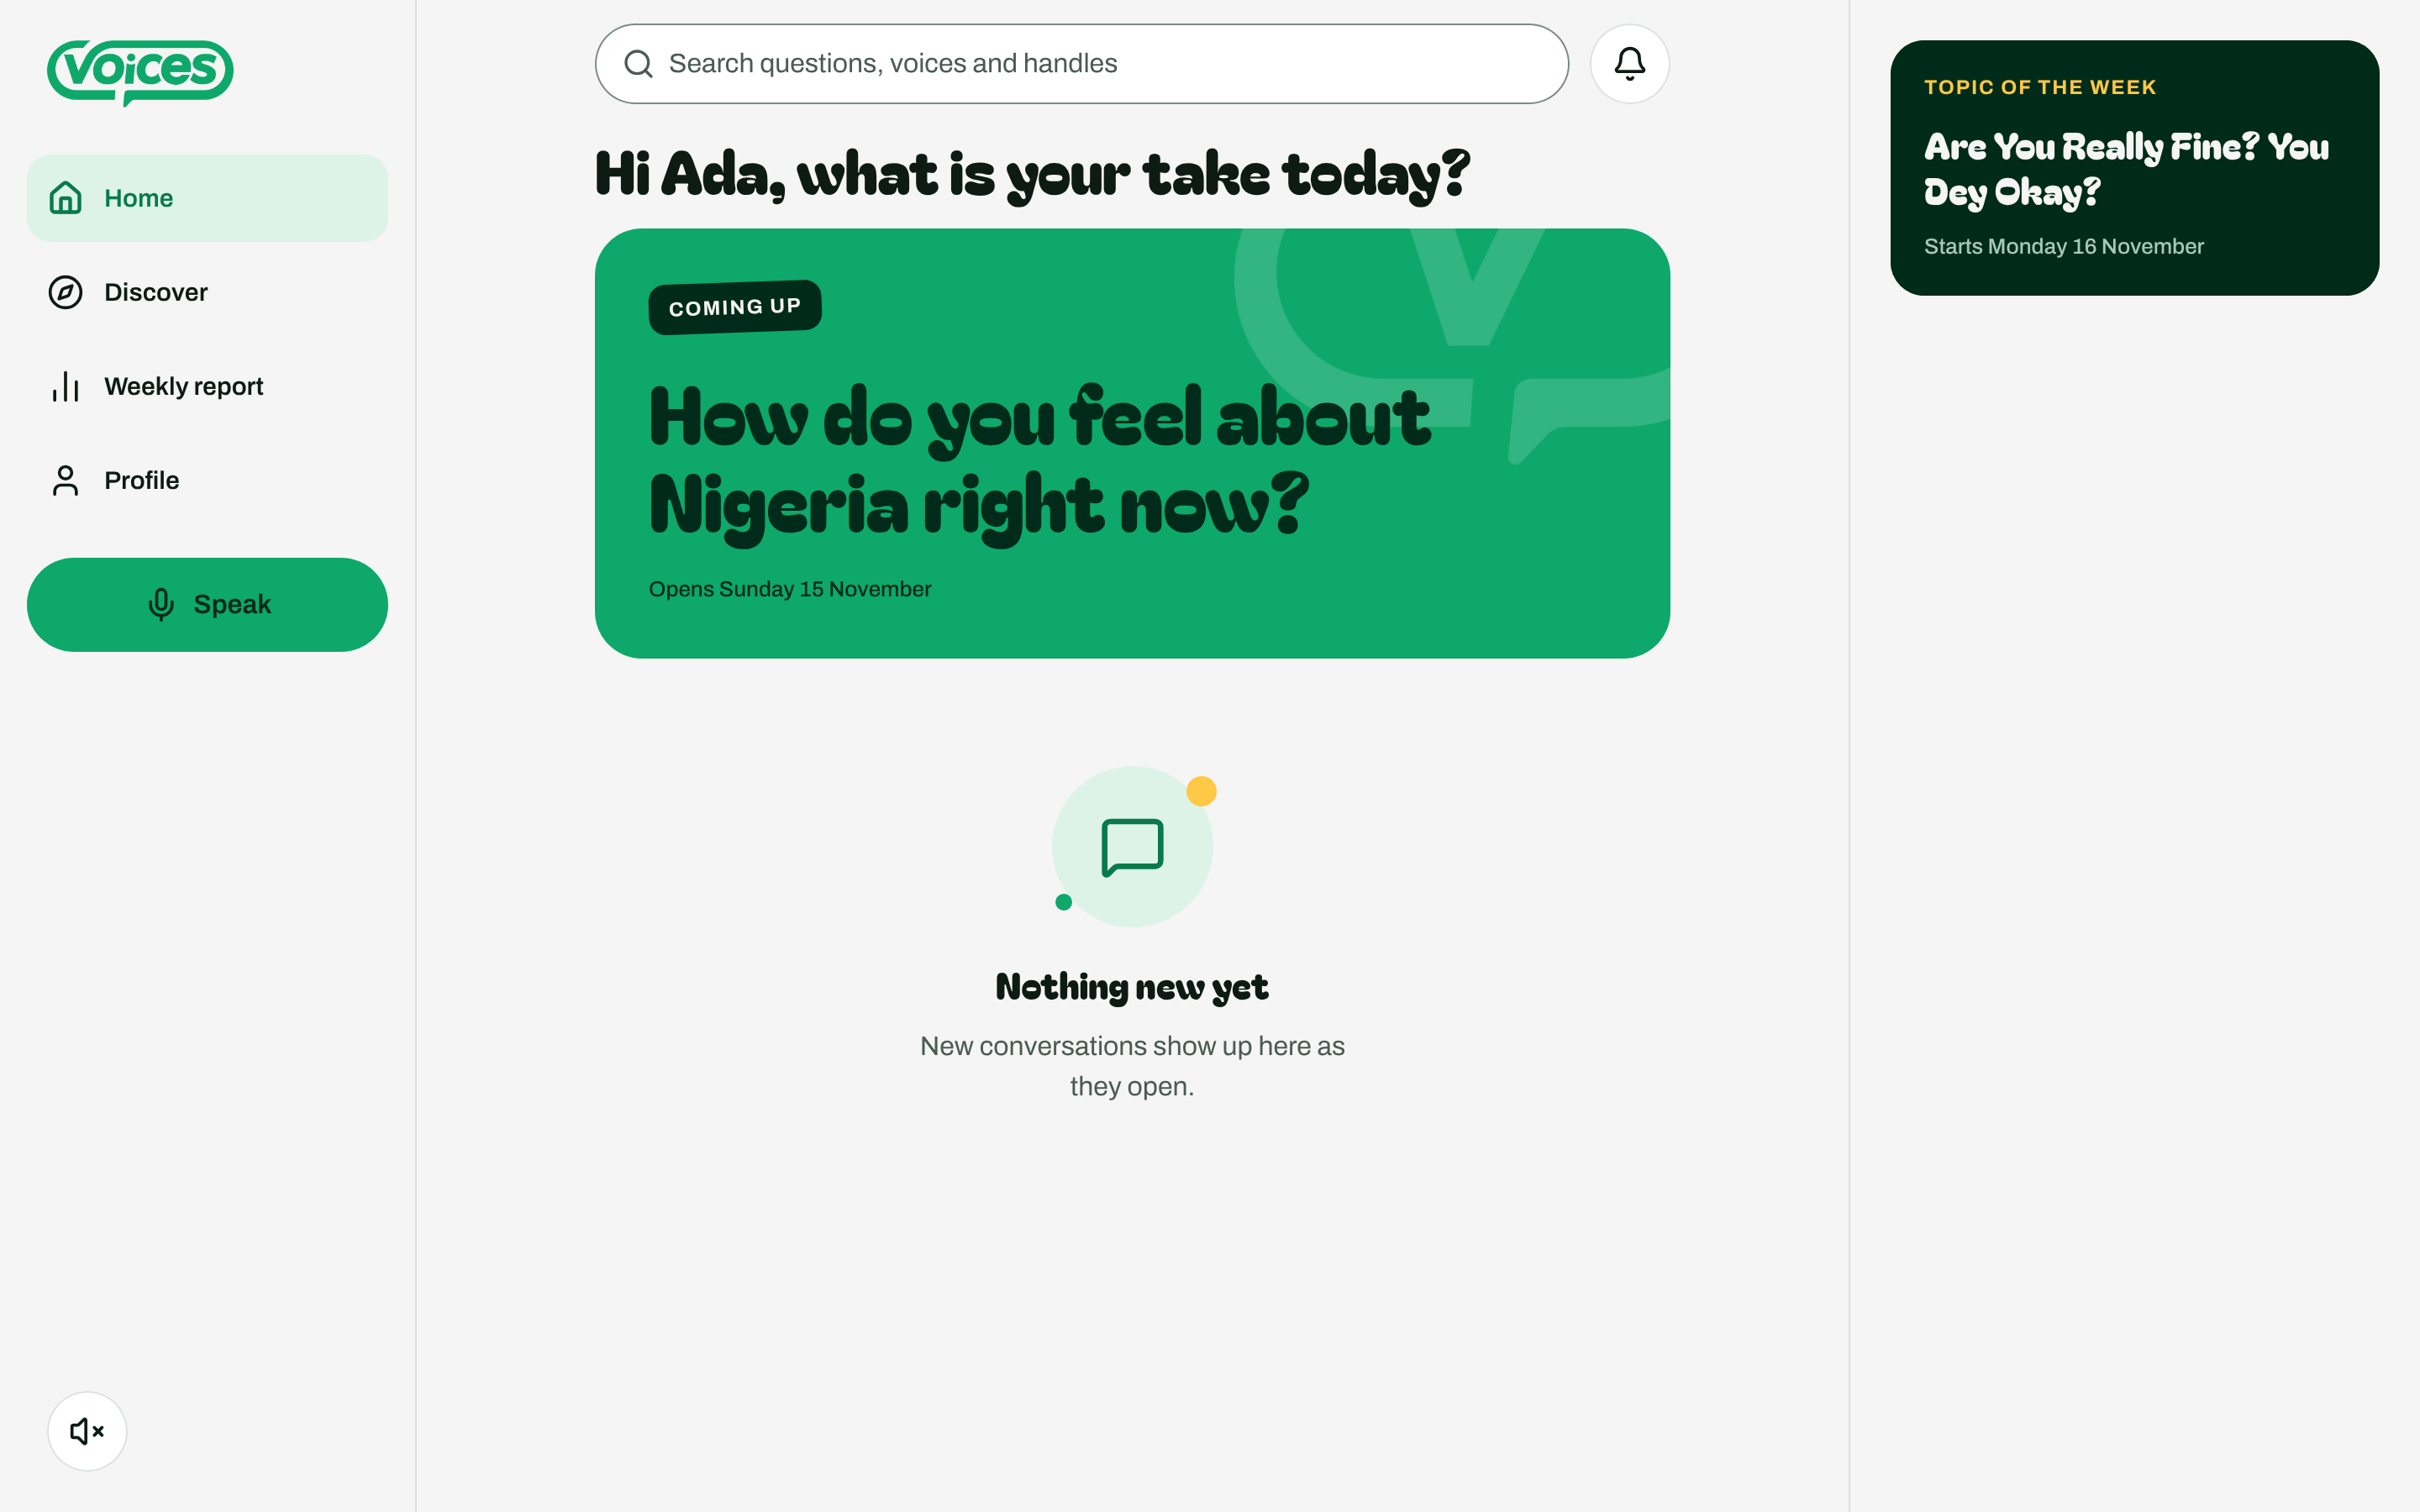 Voices
Home
Discover
Weekly report
Profile
Speak
Search questions, voices and handles
Hi Ada, what is your take today?
COMING UP
How do you feel about
Nigeria right now?
Opens Sunday 15 November
Nothing new yet
New conversations show up here as
they open.
TOPIC OF THE WEEK
Are You Really Fine? You
Dey Okay?
Starts Monday 16 November